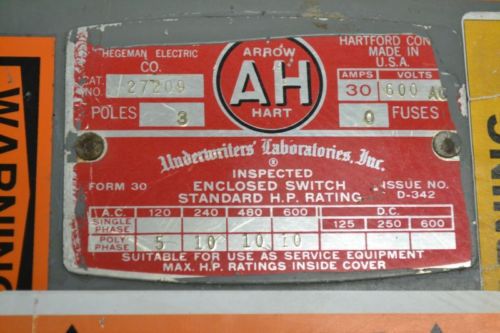 WARNING
HEGEMAN ELECTRIC
CO.
CAT.
NO. 27209
POLES 3
ARROW
AH
HART
HARTFORD CON
MADE IN
U.S.A.
AMPS VOLTS
30 600 AC
FUSES
0
Underwriters' Laboratories, Inc.
®
INSPECTED
FORM 30 ENCLOSED SWITCH ISSUE NO.
STANDARD H.P. RATING D-342
A.C. 120 240 480 600 D.C.
SINGLE
PHASE 125 250 600
POLY
PHASE 5 10 10 10
SUITABLE FOR USE AS SERVICE EQUIPMENT
MAX. H.P. RATINGS INSIDE COVER